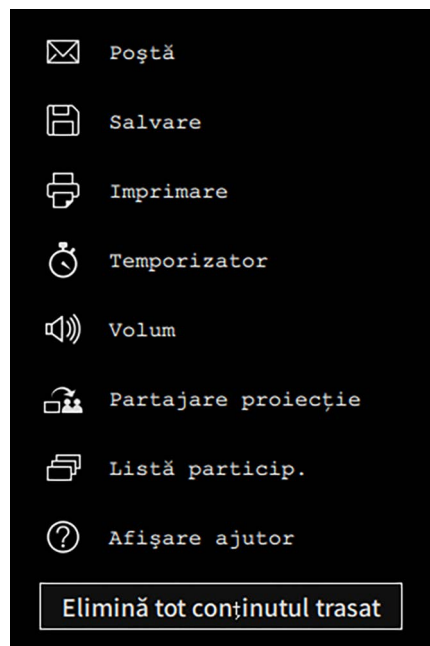 Poştă
Salvare
Imprimare
Temporizator
Volum
Partajare proiecție
Listă particip.
Afişare ajutor
Elimină tot conținutul trasat